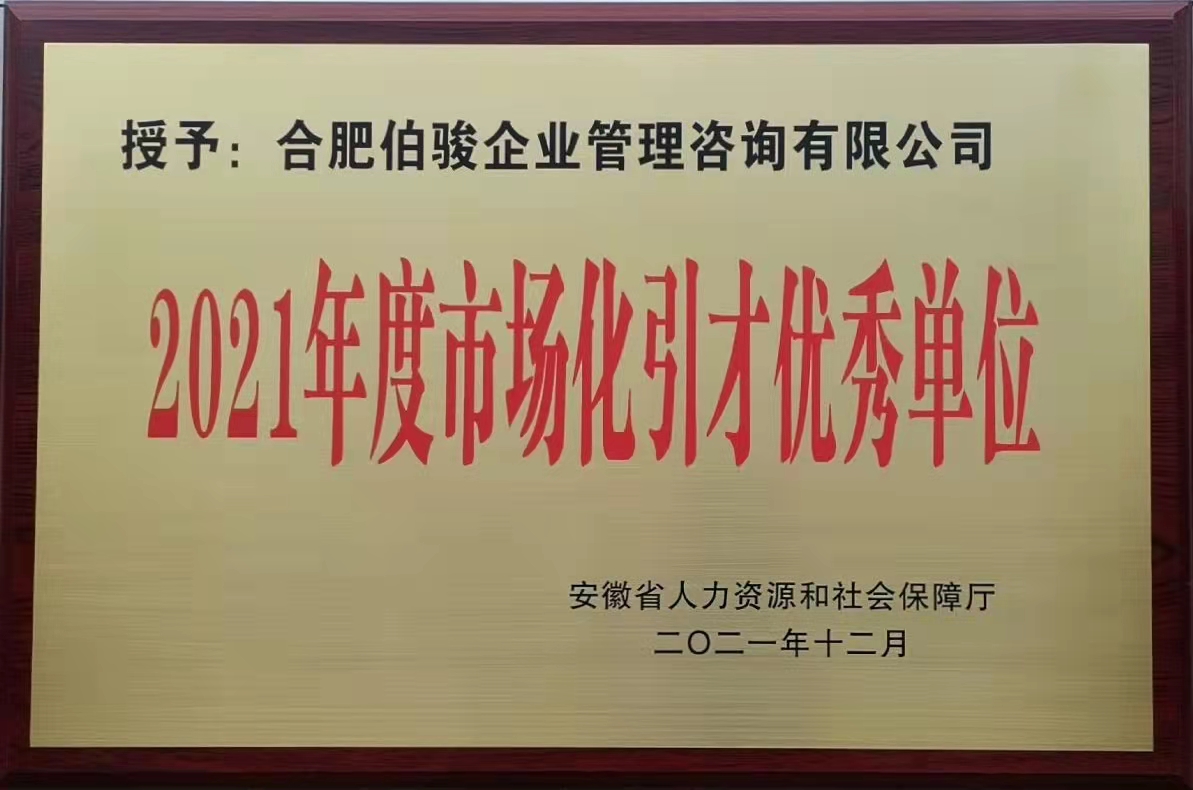 授予：合肥伯骏企业管理咨询有限公司
2021年度市场化引才优秀单位
安徽省人力资源和社会保障厅
二〇二一年十二月